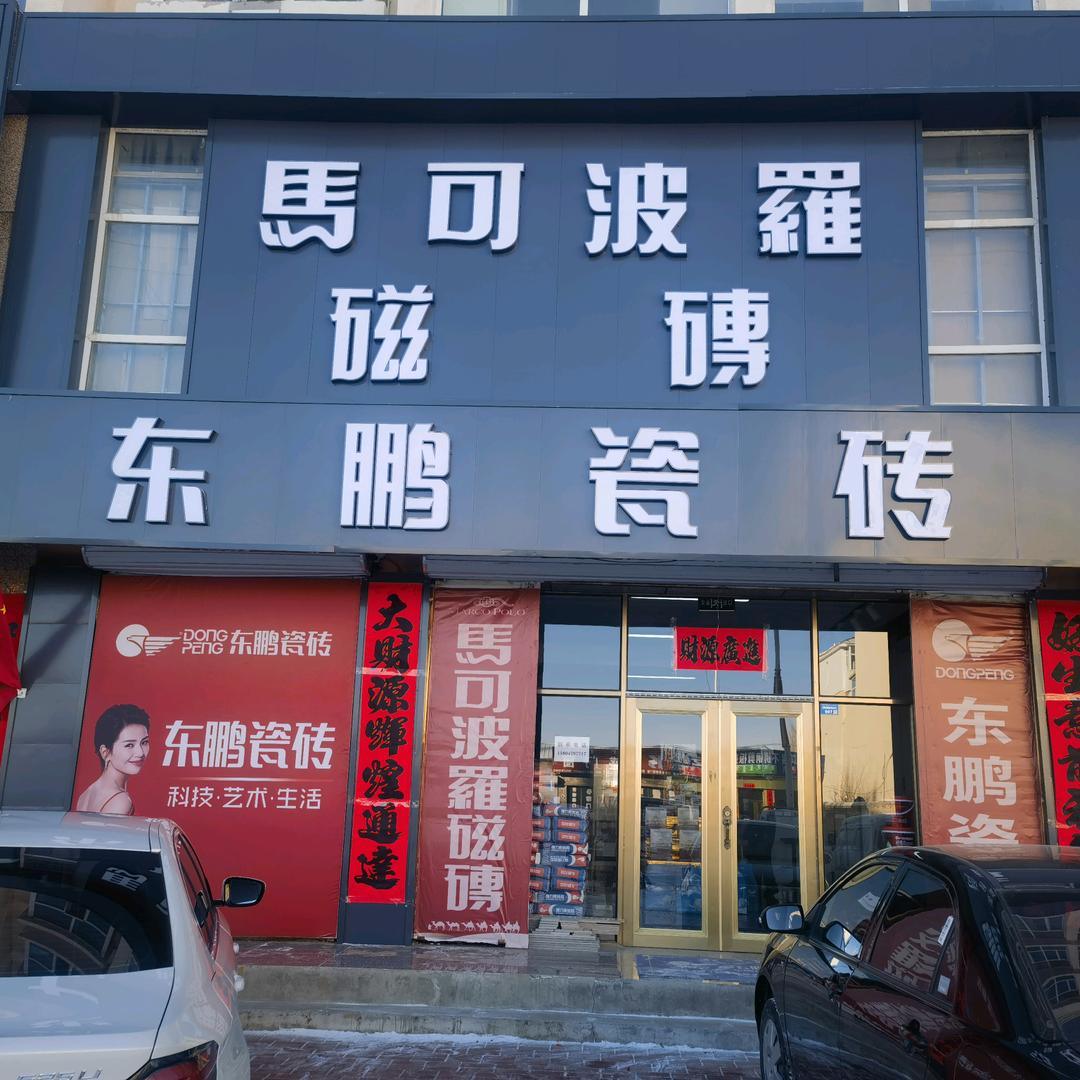 馬可波羅
磁磚
东鹏瓷砖
DONG
PENG 东鹏瓷砖
东鹏瓷砖
科技·艺术·生活
大财源輝煌通達
MARCO POLO
馬可波羅磁磚
财源廣進
DONGPENG
东鹏瓷